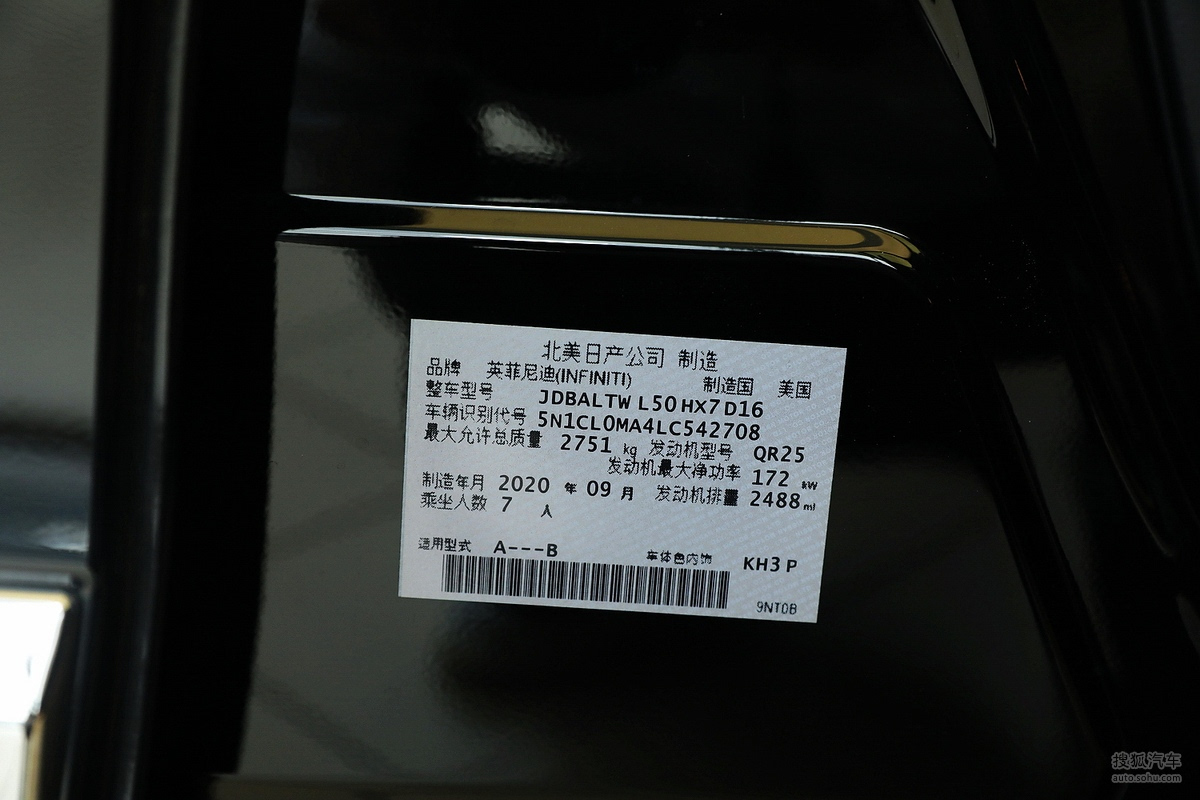 北美日产公司 制造
品牌 英菲尼迪(INFINITI) 制造国 美国
整车型号 JDBALTW L50HX7D16
车辆识别代号 5N1CL0MA4LC542708
最大允许总质量 2751 kg 发动机型号 QR25
发动机最大净功率 172 kW
制造年月 2020 年 09 月 发动机排量 2488 ml
乘坐人数 7 人
适用型式 A---B 车体色内饰 KH3 P
9NT0B
搜狐汽车
auto.sohu.com